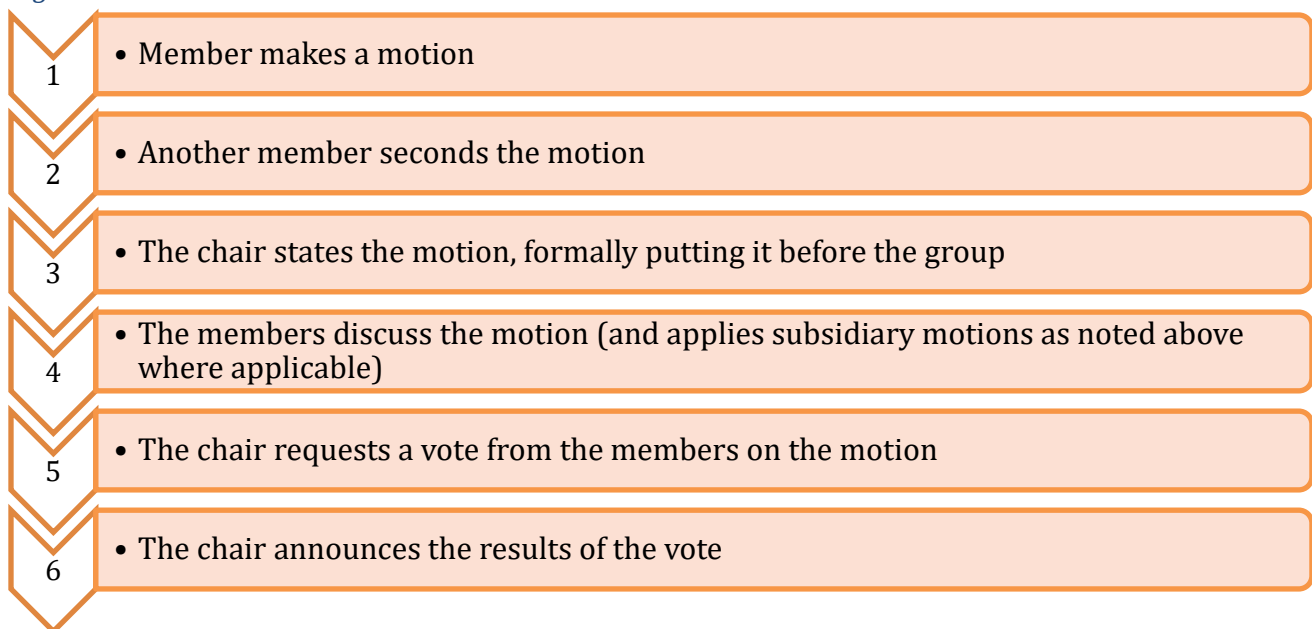 1
• Member makes a motion
2
• Another member seconds the motion
3
• The chair states the motion, formally putting it before the group
4
• The members discuss the motion (and applies subsidiary motions as noted above
where applicable)
5
• The chair requests a vote from the members on the motion
6
• The chair announces the results of the vote